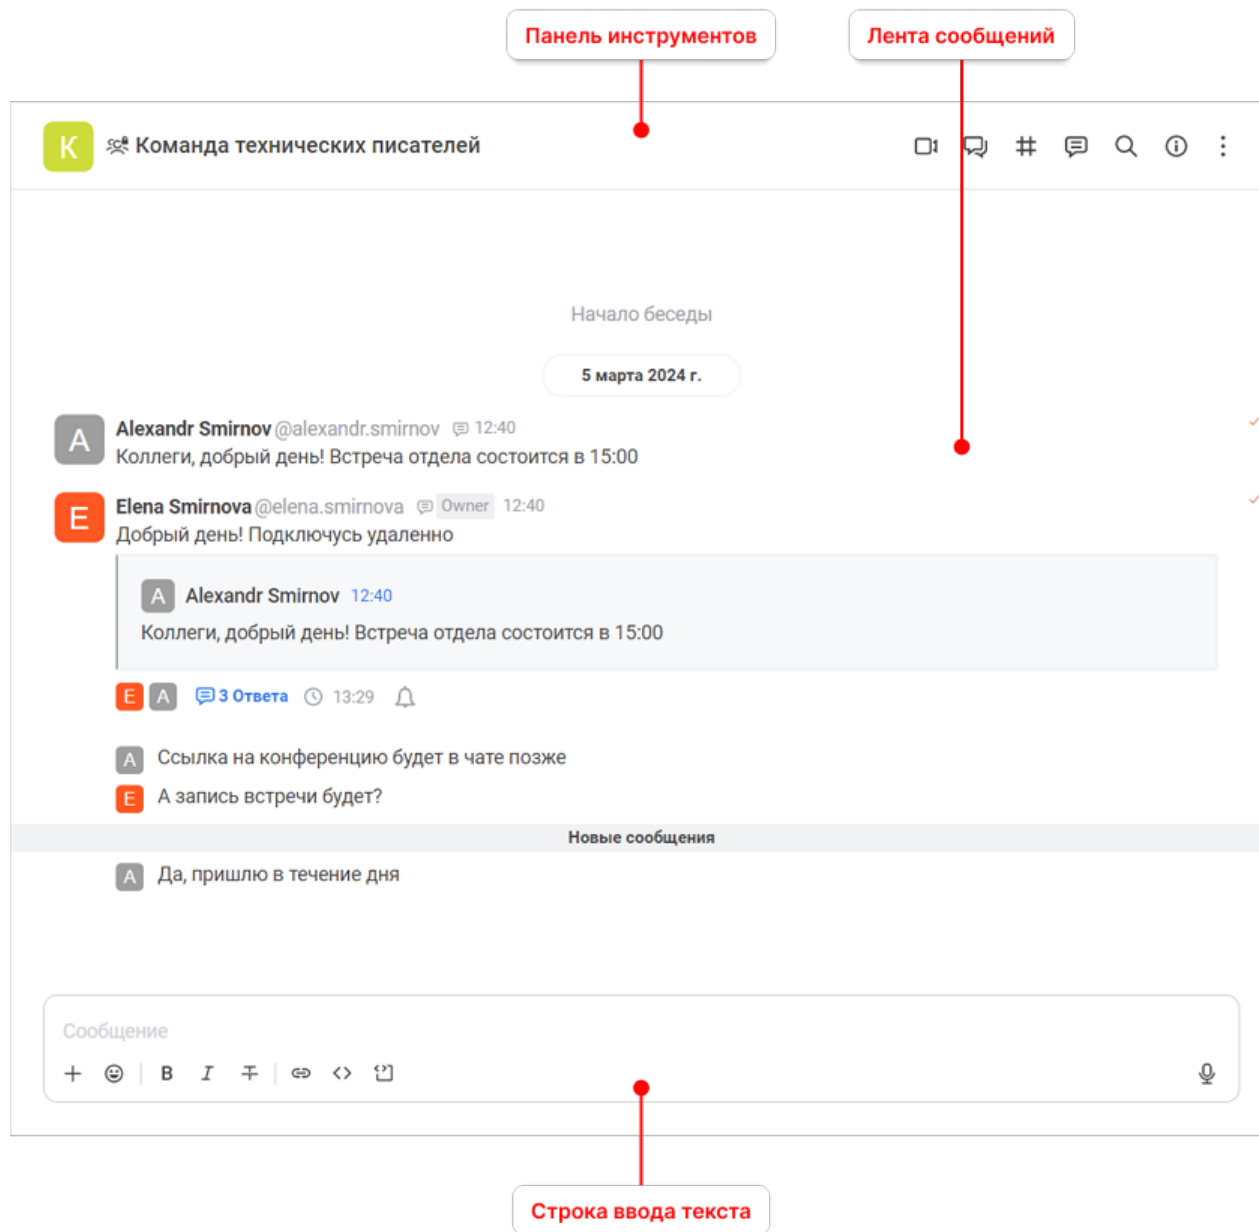 Панель инструментов
Лента сообщений
К
Команда технических писателей
Начало беседы
5 марта 2024 г.
A
Alexandr Smirnov @alexandr.smirnov 12:40
Коллеги, добрый день! Встреча отдела состоится в 15:00
E
Elena Smirnova @elena.smirnova Owner 12:40
Добрый день! Подключусь удаленно
A Alexandr Smirnov 12:40
Коллеги, добрый день! Встреча отдела состоится в 15:00
E A 3 Ответа 13:29
A Ссылка на конференцию будет в чате позже
E А запись встречи будет?
Новые сообщения
A Да, пришлю в течение дня
Сообщение
B I T
Строка ввода текста